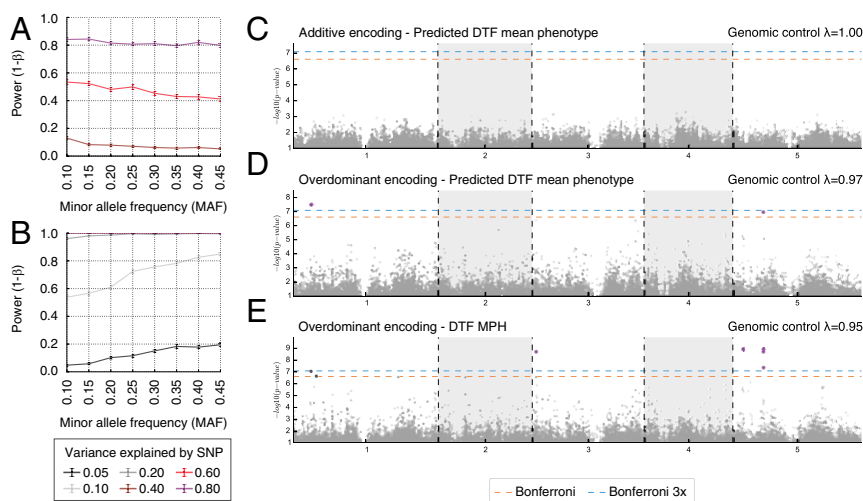 A
1.0
0.8
0.6
0.4
0.2
0.0
Power (1-β)
0.10 0.15 0.20 0.25 0.30 0.35 0.40 0.45
Minor allele frequency (MAF)
B
1.0
0.8
0.6
0.4
0.2
0.0
Power (1-β)
0.10 0.15 0.20 0.25 0.30 0.35 0.40 0.45
Minor allele frequency (MAF)
Variance explained by SNP
0.05 0.20 0.60
0.10 0.40 0.80
C
Additive encoding - Predicted DTF mean phenotype Genomic control λ=1.00
7
6
5
4
3
2
1
−log10(p−value)
1 2 3 4 5
D
Overdominant encoding - Predicted DTF mean phenotype Genomic control λ=0.97
8
7
6
5
4
3
2
1
−log10(p−value)
1 2 3 4 5
E
Overdominant encoding - DTF MPH Genomic control λ=0.95
9
8
7
6
5
4
3
2
1
−log10(p−value)
1 2 3 4 5
Bonferroni Bonferroni 3x